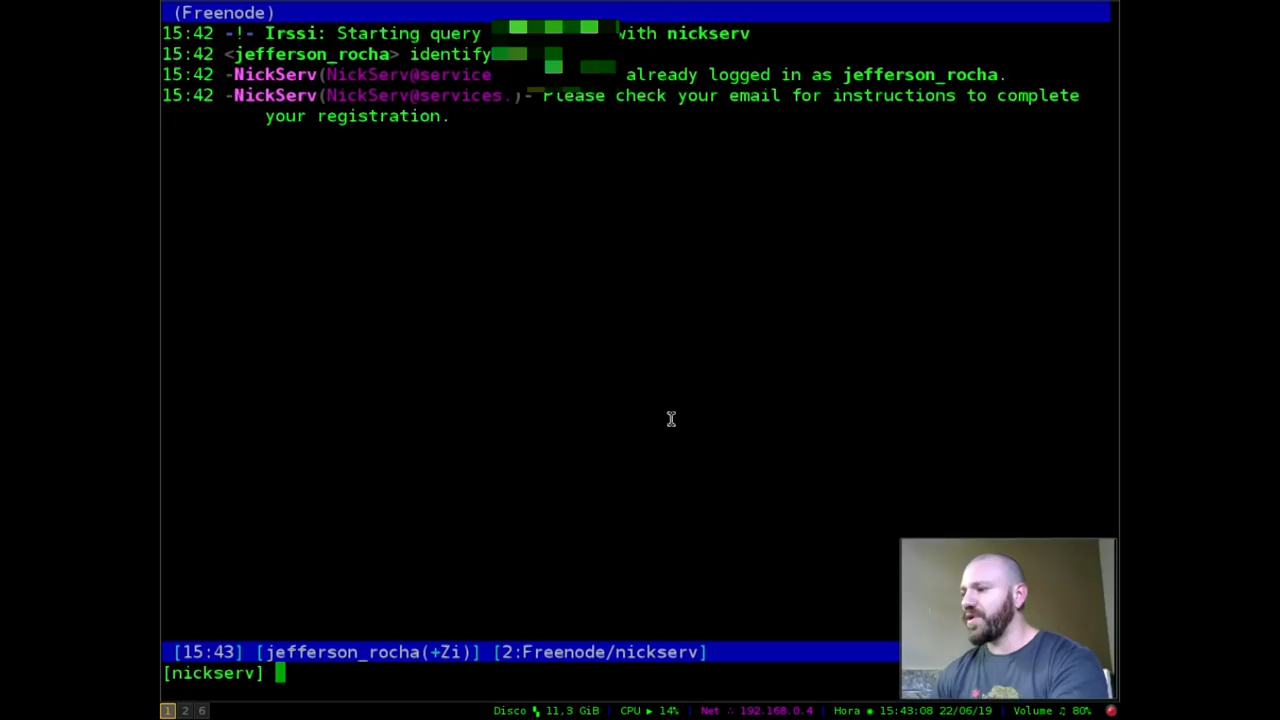 (Freenode)
15:42 -!- Irssi: Starting query with nickserv
15:42 <jefferson_rocha> identify
15:42 -NickServ(NickServ@service already logged in as jefferson_rocha.
15:42 -NickServ(NickServ@services.)- Please check your email for instructions to complete
your registration.
[15:43] [jefferson_rocha(+Zi)] [2:Freenode/nickserv]
[nickserv]
1 2 6 Disco 11,3 GiB | CPU ▶ 14% | Net ∴ 192.168.0.4 | Hora ◉ 15:43:08 22/06/19 | Volume ♫ 80%